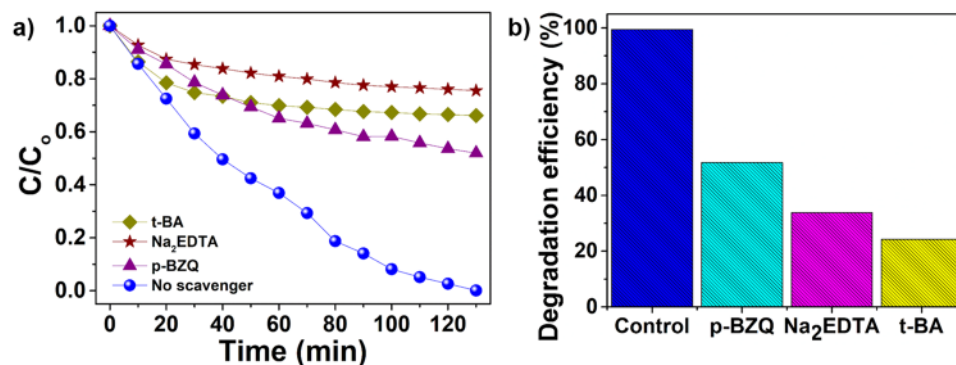 a)
C/Cₒ
1.0
0.8
0.6
0.4
0.2
0.0
t-BA
Na₂EDTA
p-BZQ
No scavenger
0 20 40 60 80 100 120
Time (min)
b)
Degradation efficiency (%)
100
80
60
40
20
0
Control p-BZQ Na₂EDTA t-BA